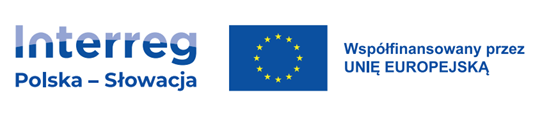 Interreg
Polska – Słowacja
Współfinansowany przez
UNIĘ EUROPEJSKĄ